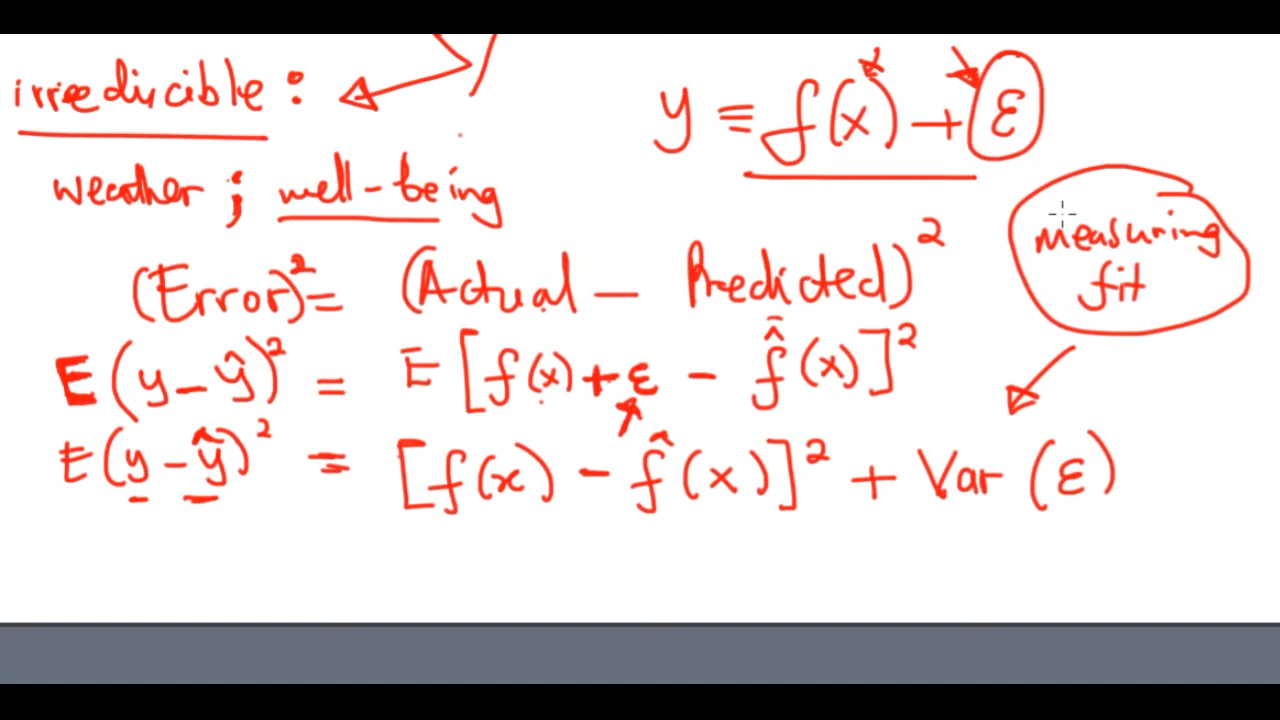 irreducible :
y = f(x) + ε
weather ; well-being
measuring
fit
(Error)² = (Actual – Predicted)²
E(y – ŷ)² = E[f(x) + ε – f̂(x)]²
E(y – ŷ)² = [f(x) – f̂(x)]² + Var(ε)